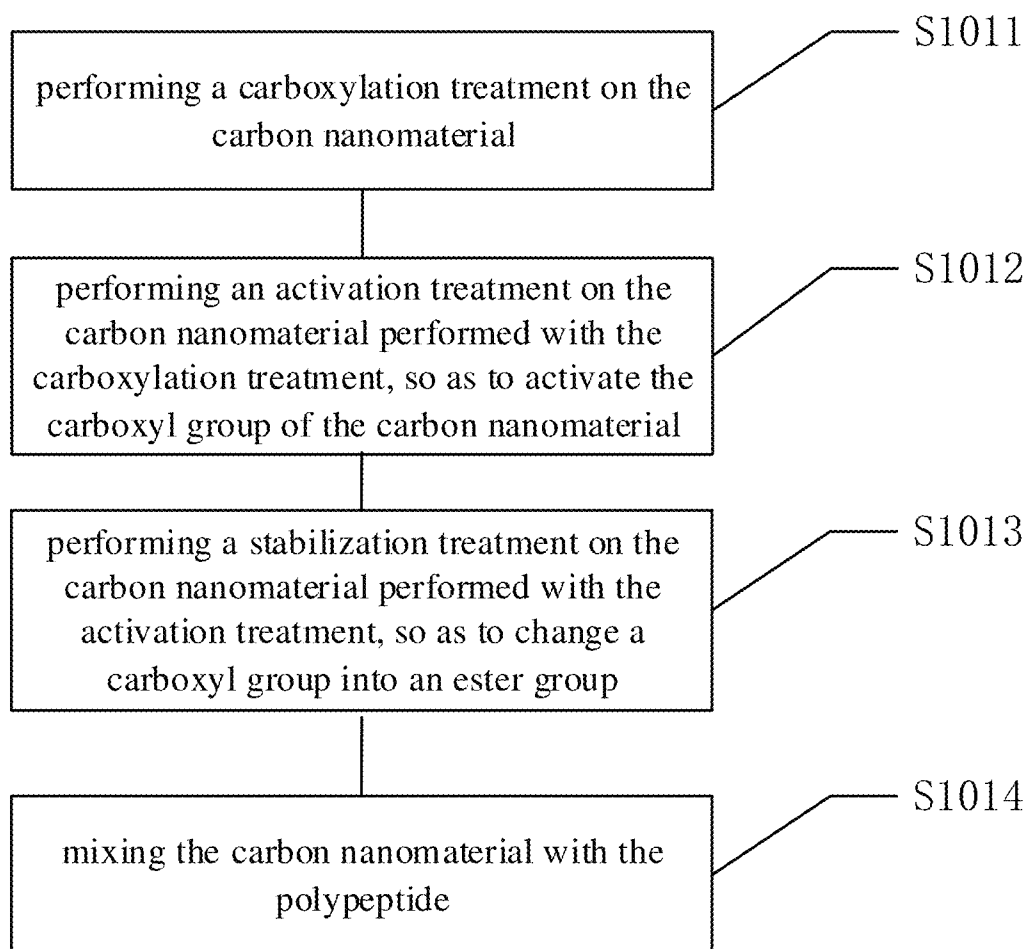 S1011
performing a carboxylation treatment on the
carbon nanomaterial
S1012
performing an activation treatment on the
carbon nanomaterial performed with the
carboxylation treatment, so as to activate the
carboxyl group of the carbon nanomaterial
S1013
performing a stabilization treatment on the
carbon nanomaterial performed with the
activation treatment, so as to change a
carboxyl group into an ester group
S1014
mixing the carbon nanomaterial with the
polypeptide